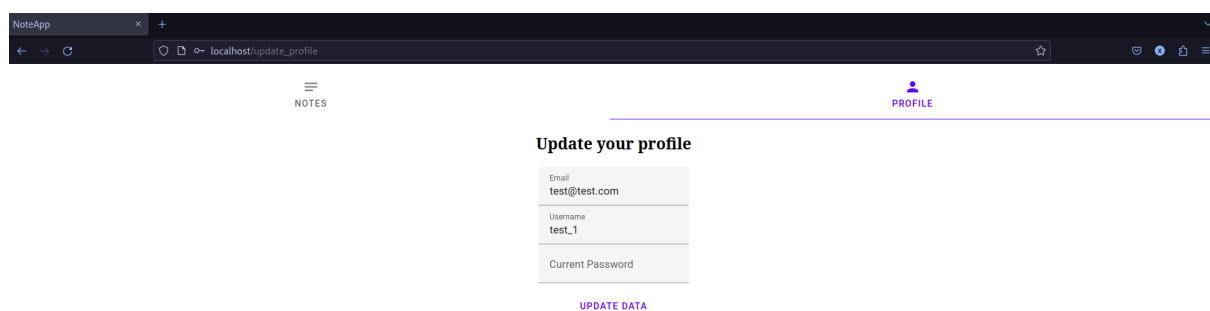 NoteApp
localhost/update_profile
NOTES
PROFILE
Update your profile
Email
test@test.com
Username
test_1
Current Password
UPDATE DATA